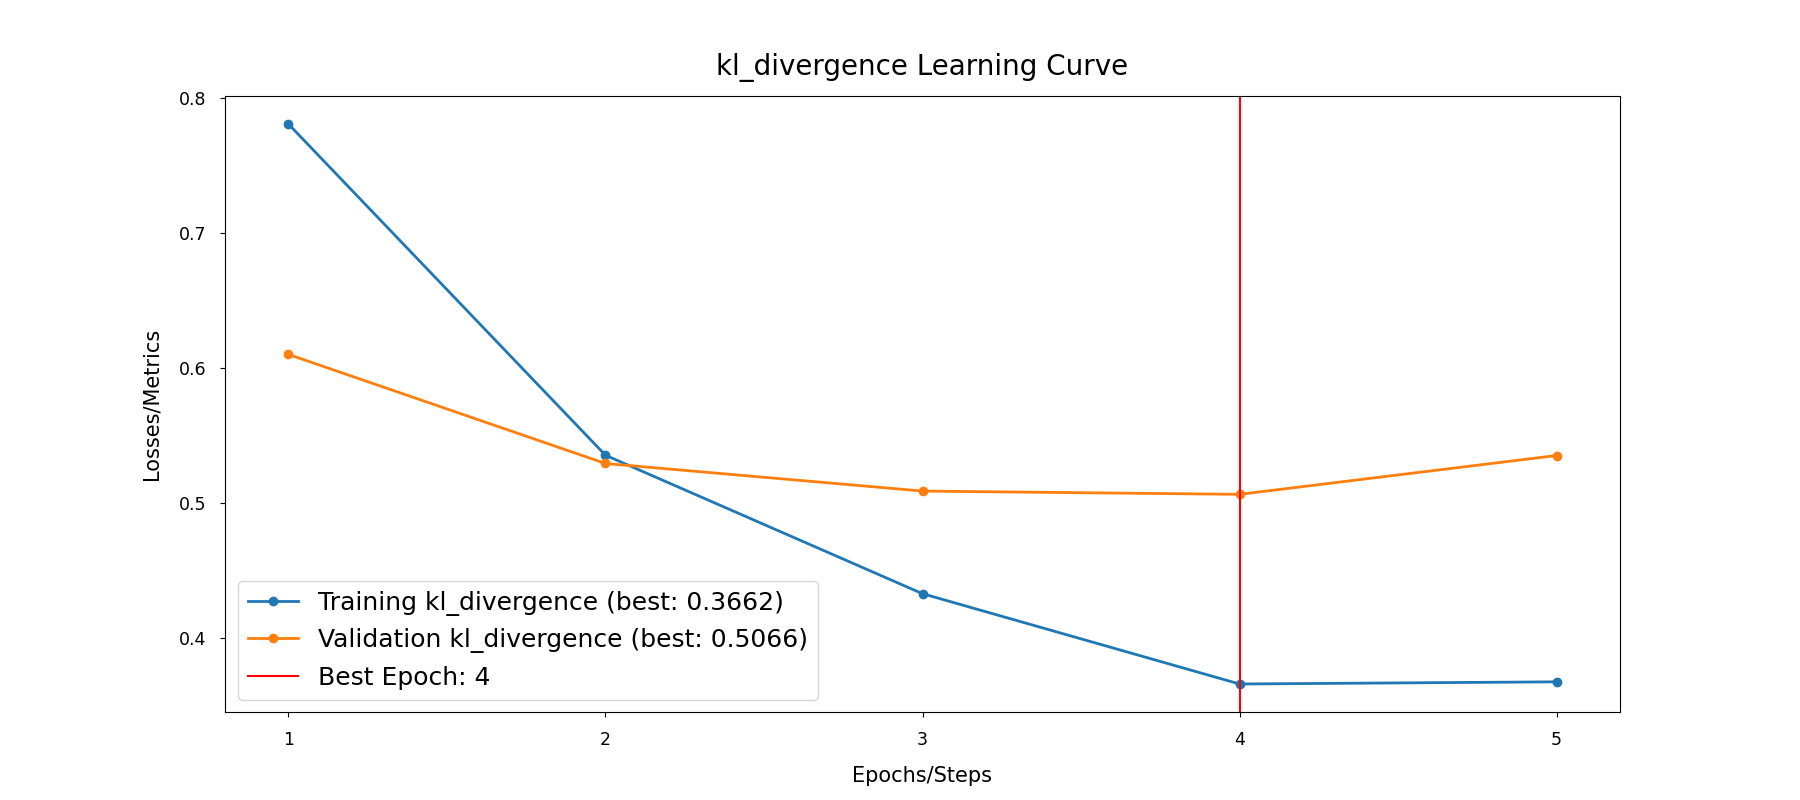 kl_divergence Learning Curve
0.8
0.7
0.6
0.5
0.4
Losses/Metrics
Training kl_divergence (best: 0.3662)
Validation kl_divergence (best: 0.5066)
Best Epoch: 4
1 2 3 4 5
Epochs/Steps